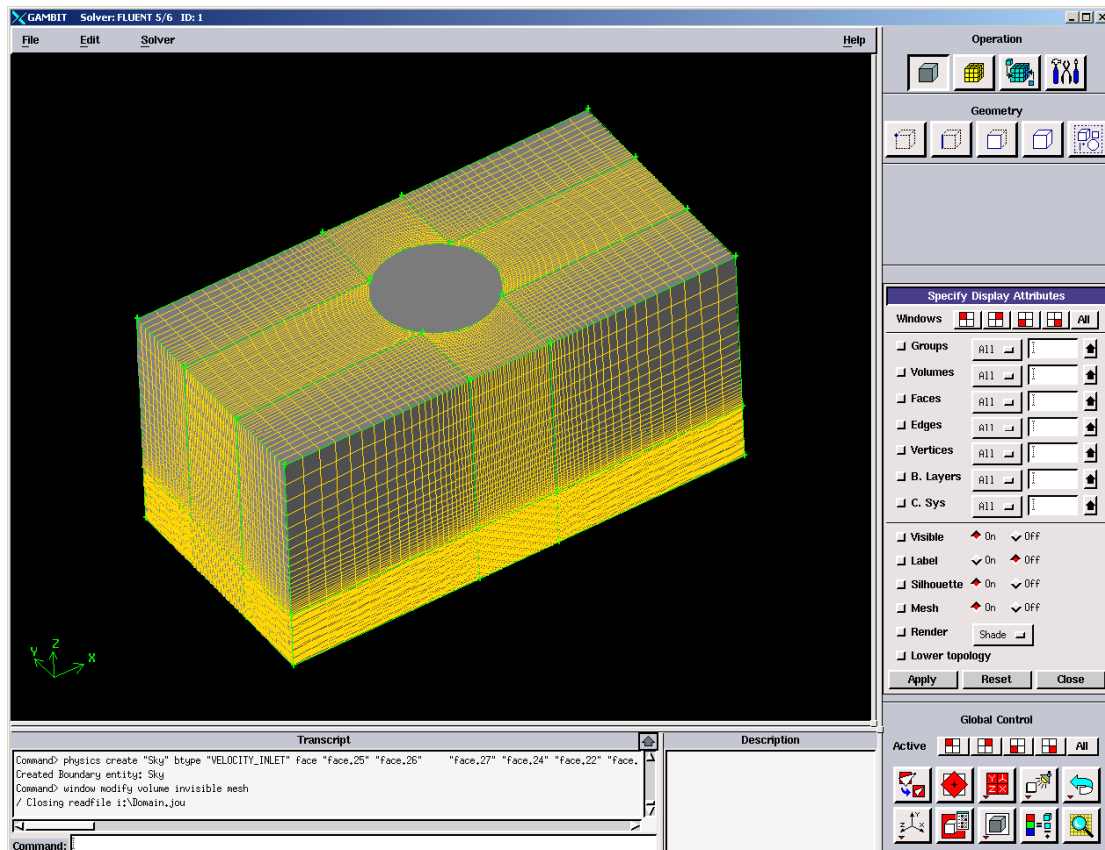 GAMBIT Solver: FLUENT 5/6 ID: 1
File Edit Solver Help
Operation
Geometry
Specify Display Attributes
Windows All
Groups All
Volumes All
Faces All
Edges All
Vertices All
B. Layers All
C. Sys All
Visible On Off
Label On Off
Silhouette On Off
Mesh On Off
Render Shade
Lower topology
Apply Reset Close
Z
Y
X
Transcript
Command> physics create "Sky" btype "VELOCITY_INLET" face "face.25" "face.26" "face.27" "face.24" "face.22" "face.
Created Boundary entity: Sky
Command> window modify volume invisible mesh
/ Closing readfile i:\Domain.jou
Command:
Description
Global Control
Active All